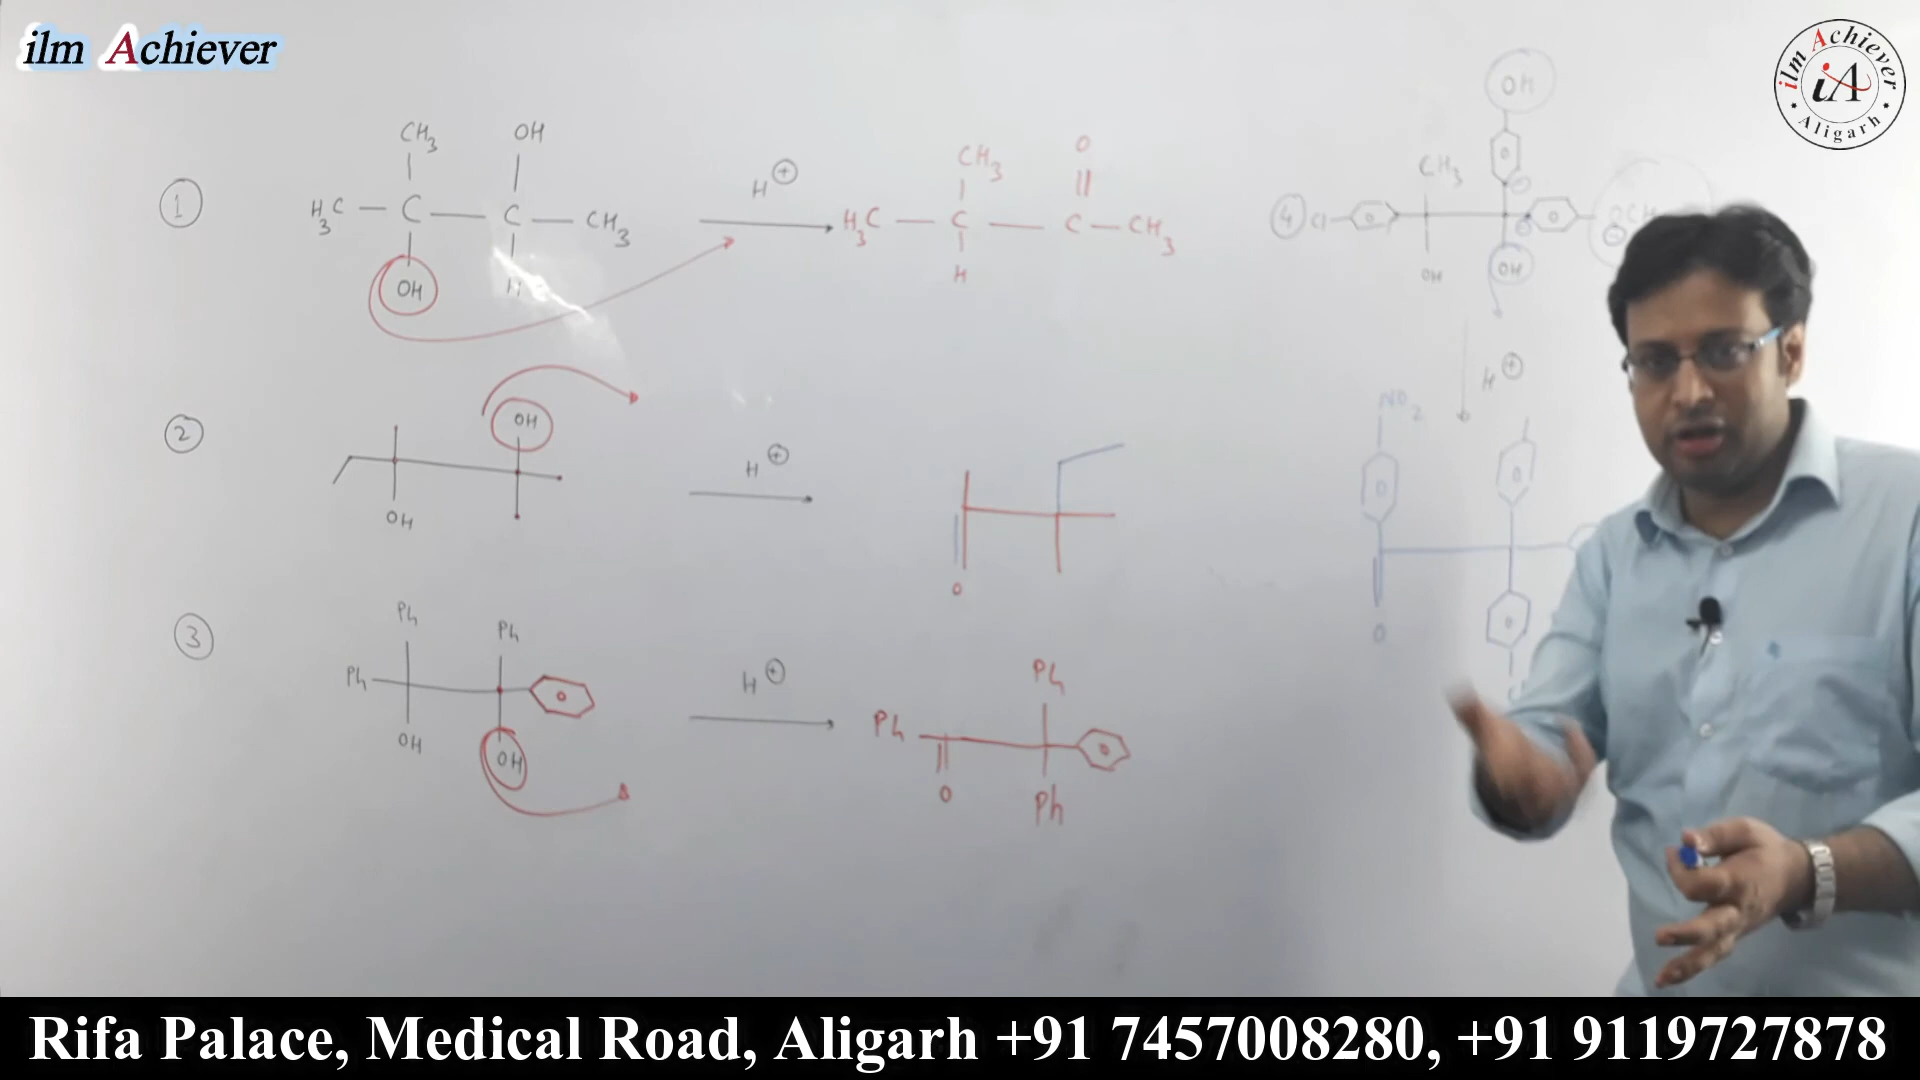 ilm Achiever
ilm Achiever
iA
Aligarh
1
CH3 OH
H3C — C — C — CH3
OH H
H⊕
CH3 O
H3C — C — C — CH3
H
2
OH
OH
H⊕
O
3
Ph Ph
Ph
OH OH
H⊕
Ph
Ph
O Ph
4
OH
CH3
Cl
OH OH
H⊕
NO2
O
Rifa Palace, Medical Road, Aligarh +91 7457008280, +91 9119727878